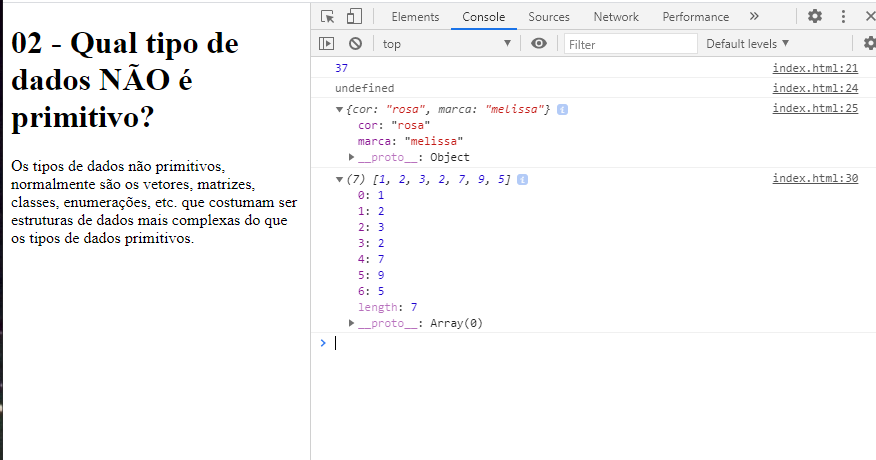 02 - Qual tipo de
dados NÃO é
primitivo?
Os tipos de dados não primitivos,
normalmente são os vetores, matrizes,
classes, enumerações, etc. que costumam ser
estruturas de dados mais complexas do que
os tipos de dados primitivos.
Elements Console Sources Network Performance »
top Filter Default levels
37 index.html:21
undefined index.html:24
{cor: "rosa", marca: "melissa"} i index.html:25
cor: "rosa"
marca: "melissa"
__proto__: Object
(7) [1, 2, 3, 2, 7, 9, 5] i index.html:30
0: 1
1: 2
2: 3
3: 2
4: 7
5: 9
6: 5
length: 7
__proto__: Array(0)